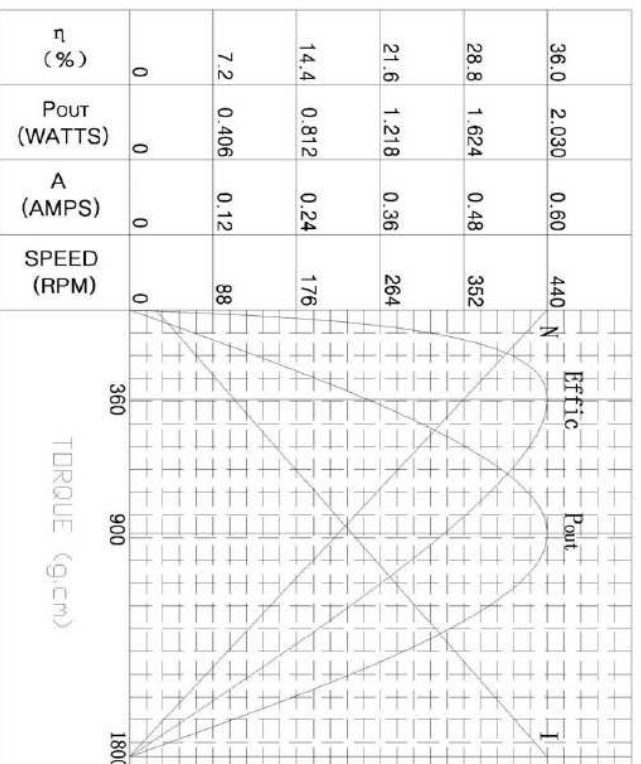 η
(%)
0
7.2
14.4
21.6
28.8
36.0
POUT
(WATTS)
0
0.406
0.812
1.218
1.624
2.030
A
(AMPS)
0
0.12
0.24
0.36
0.48
0.60
SPEED
(RPM)
0
88
176
264
352
440
N
Effic
Pout
I
360
900
1800
TORQUE (g.cm)